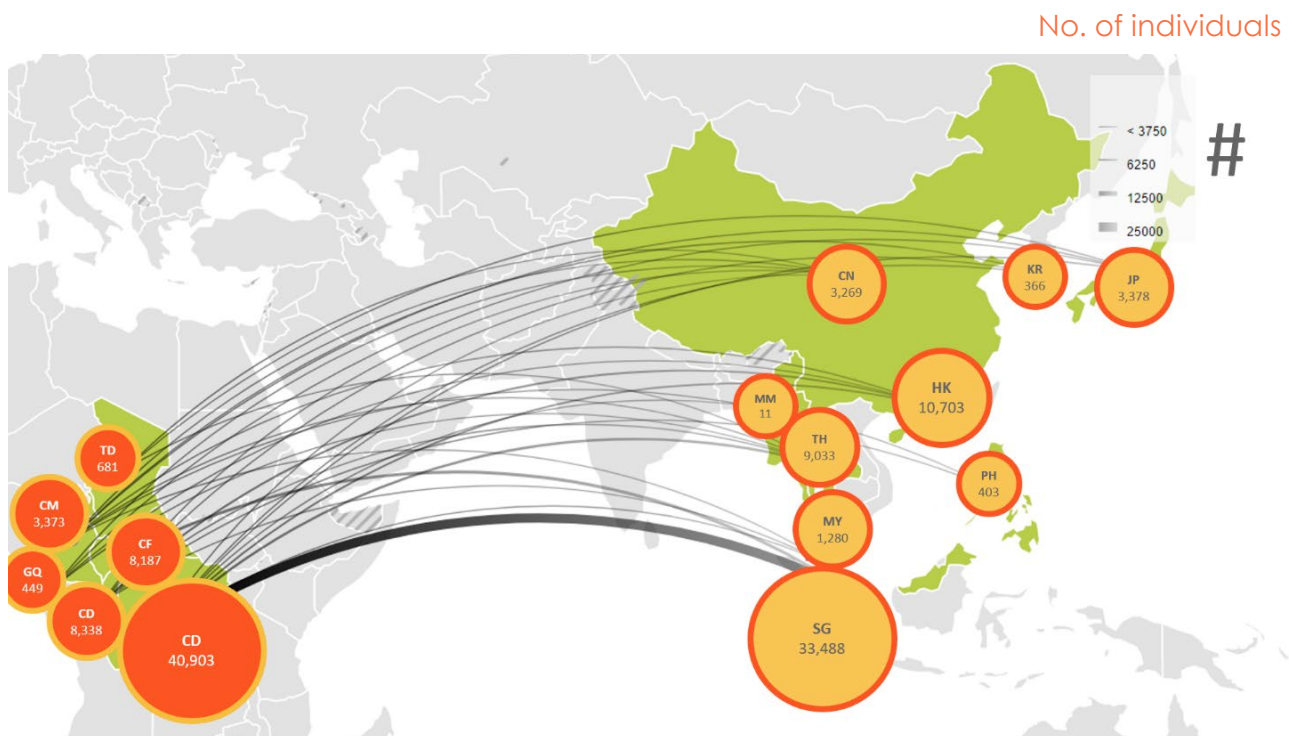 No. of individuals
< 3750
6250
12500
25000
#
CN
3,269
KR
366
JP
3,378
HK
10,703
MM
11
TH
9,033
PH
403
MY
1,280
SG
33,488
TD
681
CM
3,373
CF
8,187
GQ
449
CD
8,338
CD
40,903